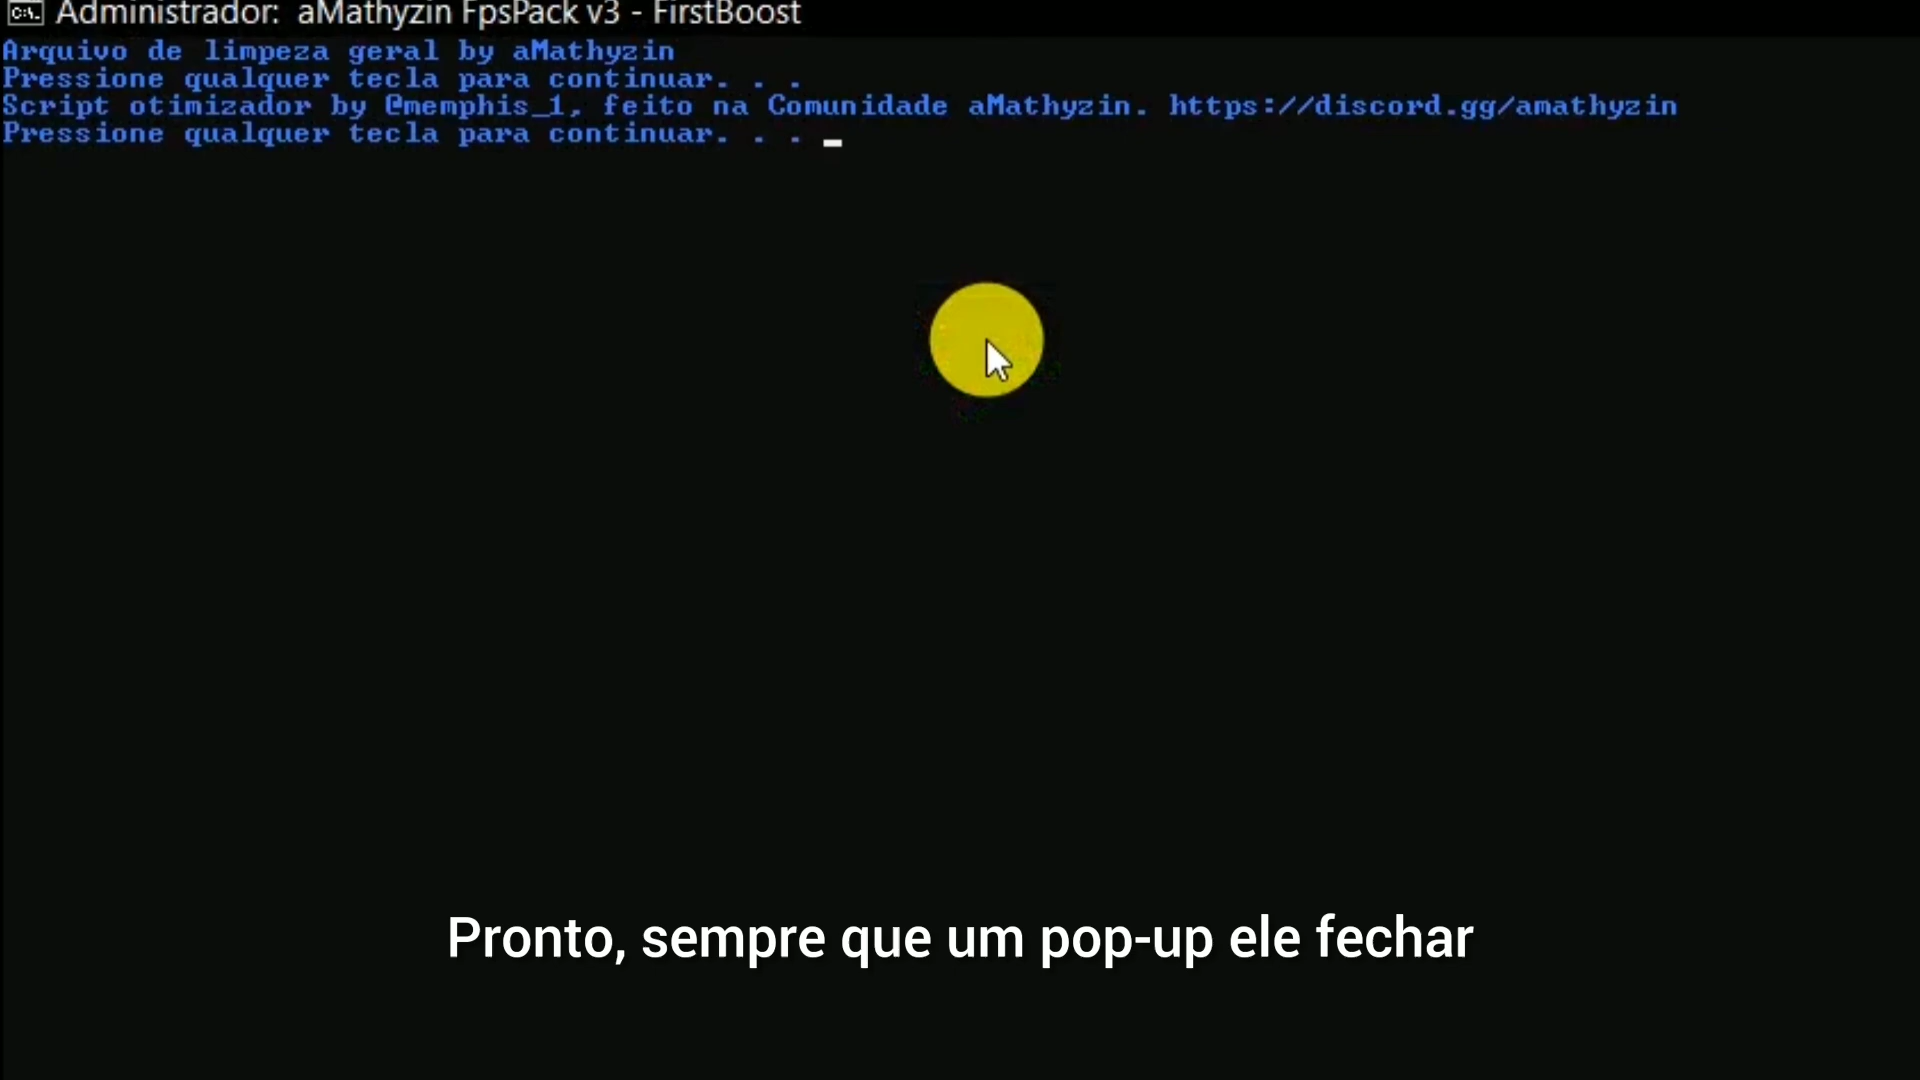 Administrador: aMathyzin FpsPack v3 - FirstBoost
Arquivo de limpeza geral by aMathyzin
Pressione qualquer tecla para continuar. . .
Script otimizador by @memphis_1, feito na Comunidade aMathyzin. https://discord.gg/amathyzin
Pressione qualquer tecla para continuar. . . _
Pronto, sempre que um pop-up ele fechar